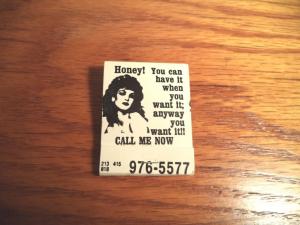 Honey! You can
have it
when
you
want it;
anyway
you
want it!!
CALL ME NOW
213 415
818
976-5577